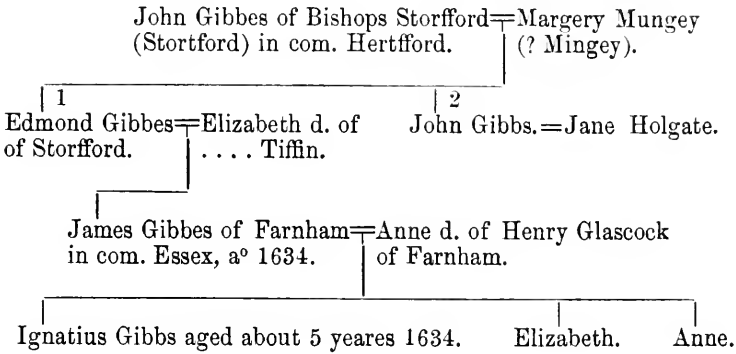 John Gibbes of Bishops Storfford=Margery Mungey
(Stortford) in com. Hertfford. (? Mingey).
1 2
Edmond Gibbes=Elizabeth d. of John Gibbs.=Jane Holgate.
of Storfford. .... Tiffin.
James Gibbes of Farnham=Anne d. of Henry Glascock
in com. Essex, aº 1634. of Farnham.
Ignatius Gibbs aged about 5 yeares 1634. Elizabeth. Anne.